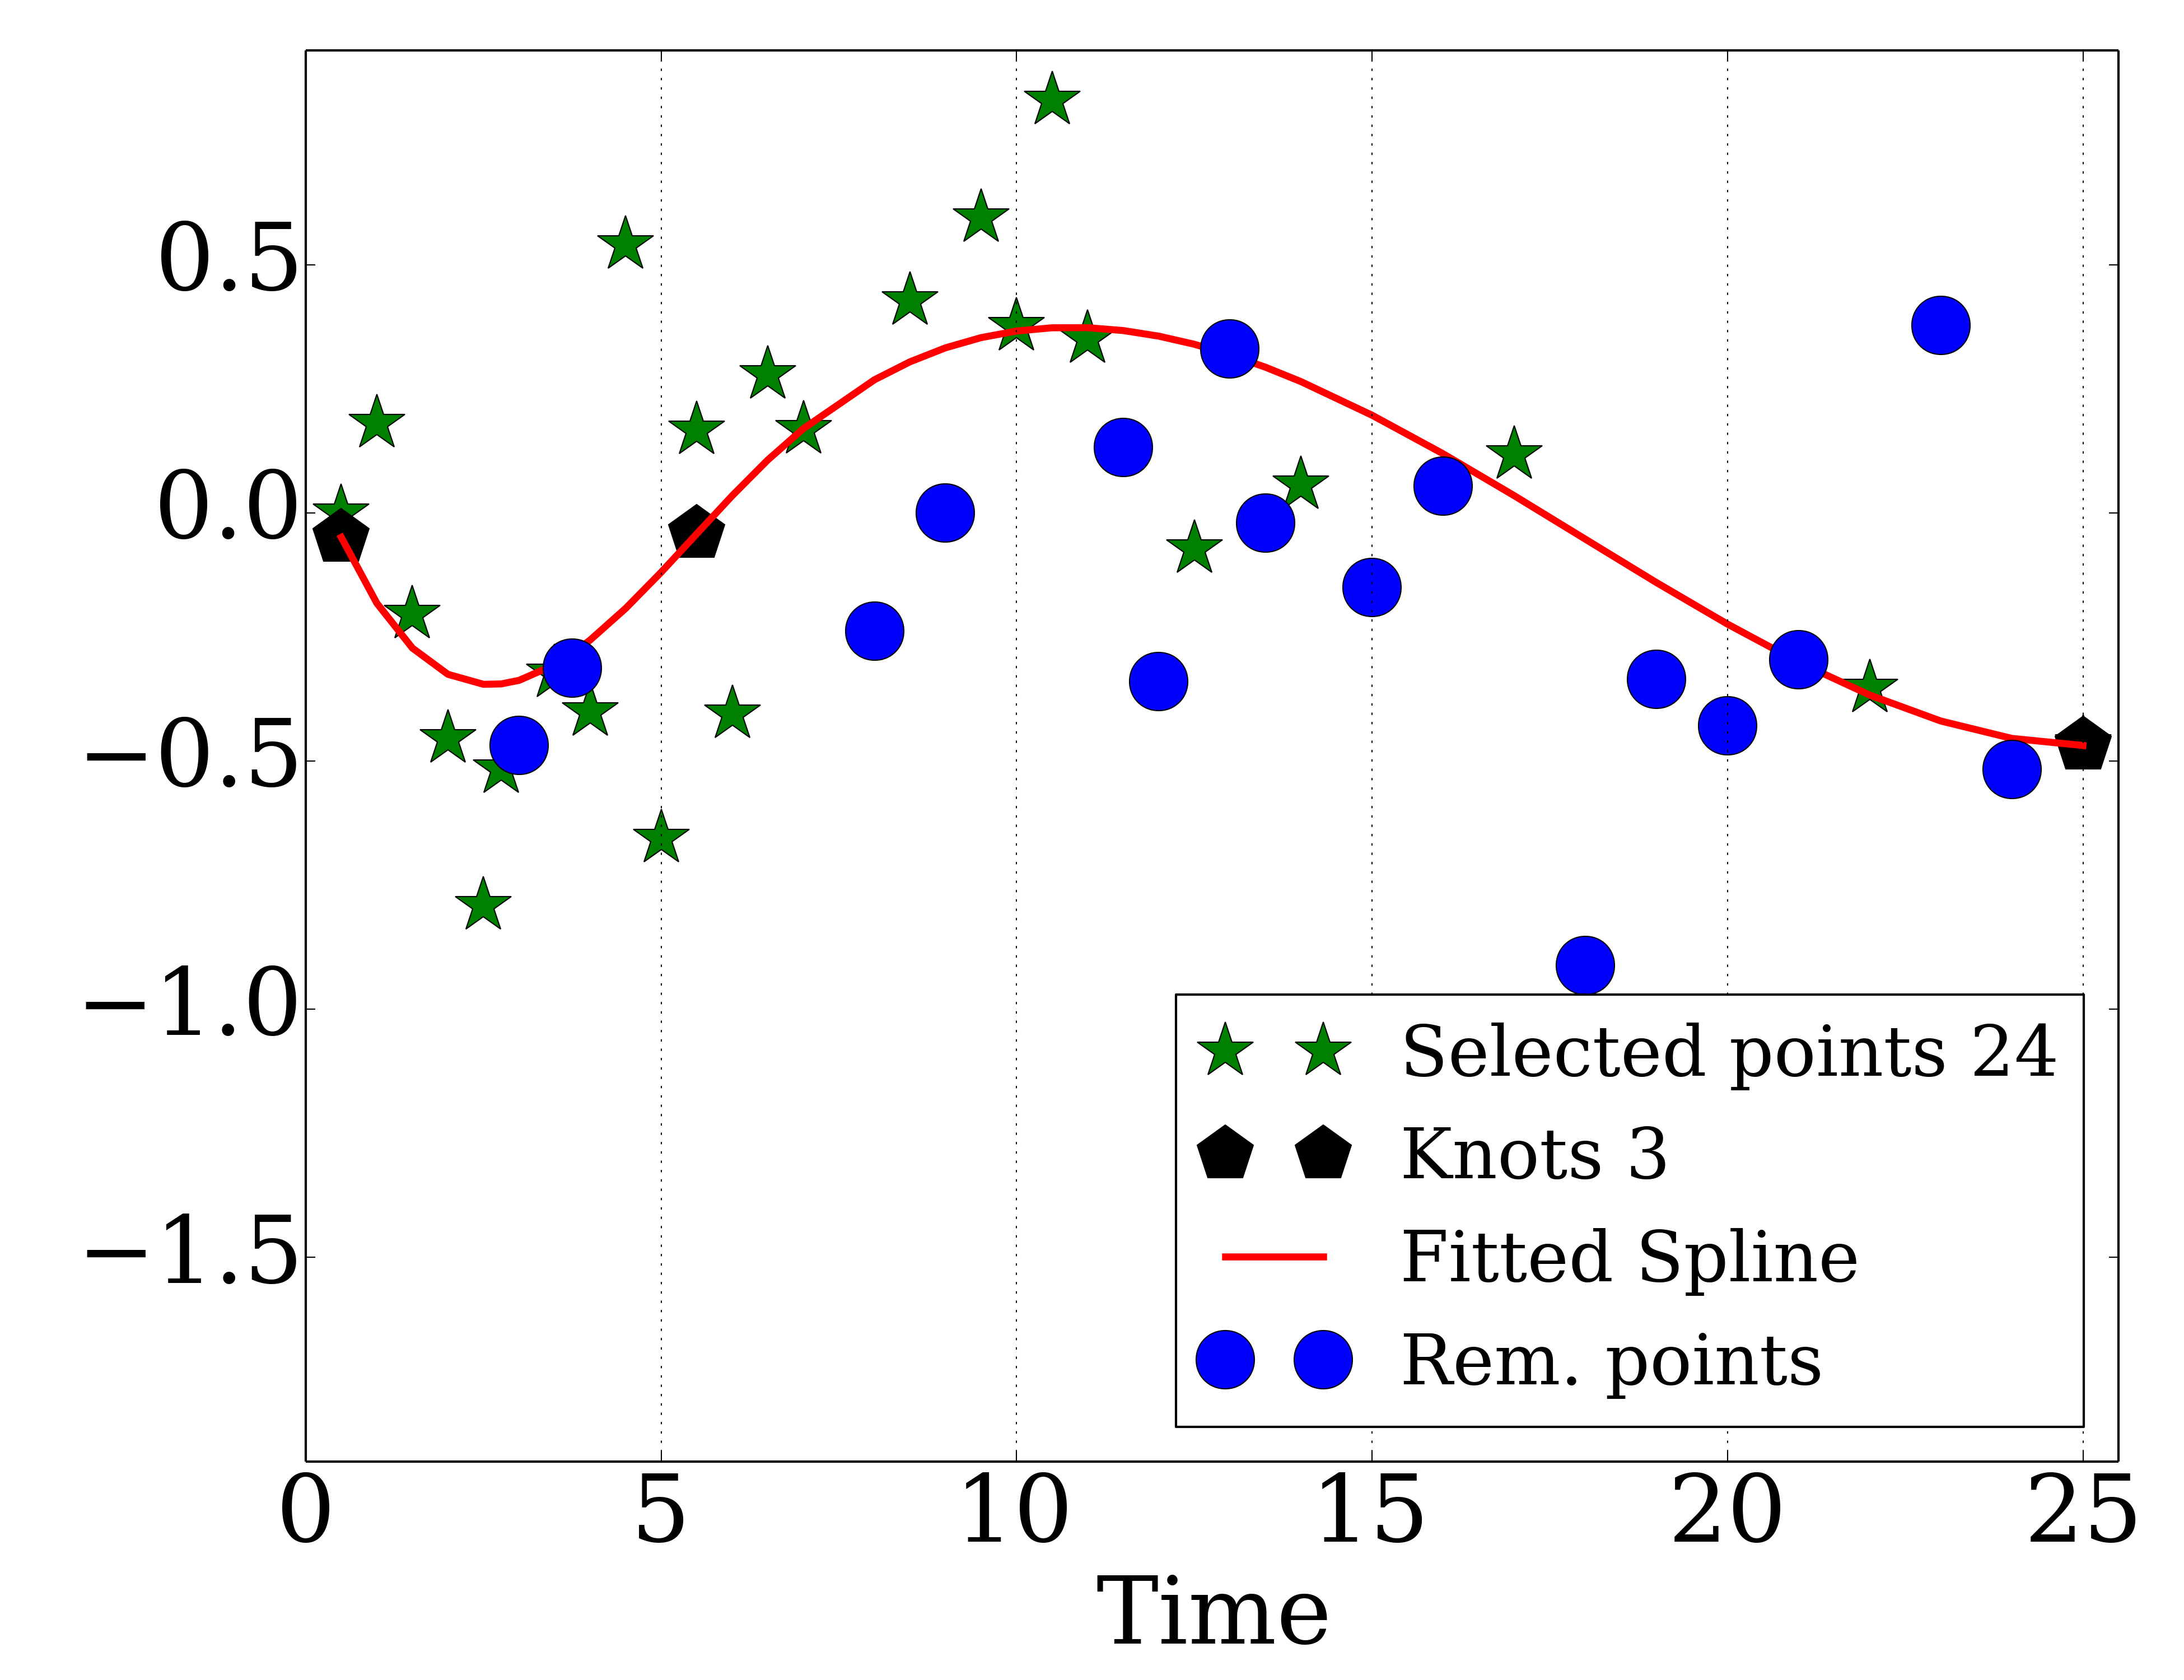 0.5
0.0
−0.5
−1.0
−1.5
Selected points 24
Knots 3
Fitted Spline
Rem. points
0 5 10 15 20 25
Time